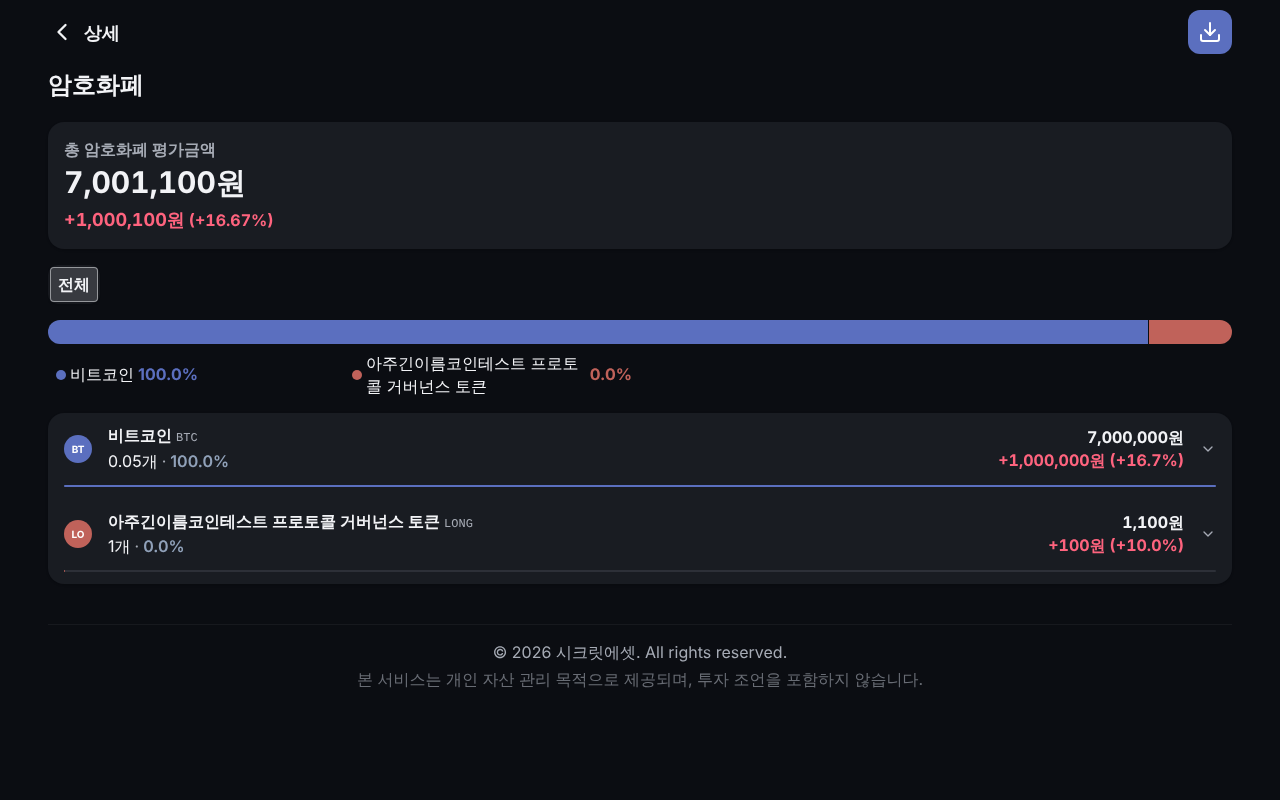 상세
암호화폐
총 암호화폐 평가금액
7,001,100원
+1,000,100원 (+16.67%)
전체
비트코인 100.0%
아주긴이름코인테스트 프로토
콜 거버넌스 토큰
0.0%
BT
비트코인 BTC
0.05개 · 100.0%
7,000,000원
+1,000,000원 (+16.7%)
LO
아주긴이름코인테스트 프로토콜 거버넌스 토큰 LONG
1개 · 0.0%
1,100원
+100원 (+10.0%)
© 2026 시크릿에셋. All rights reserved.
본 서비스는 개인 자산 관리 목적으로 제공되며, 투자 조언을 포함하지 않습니다.